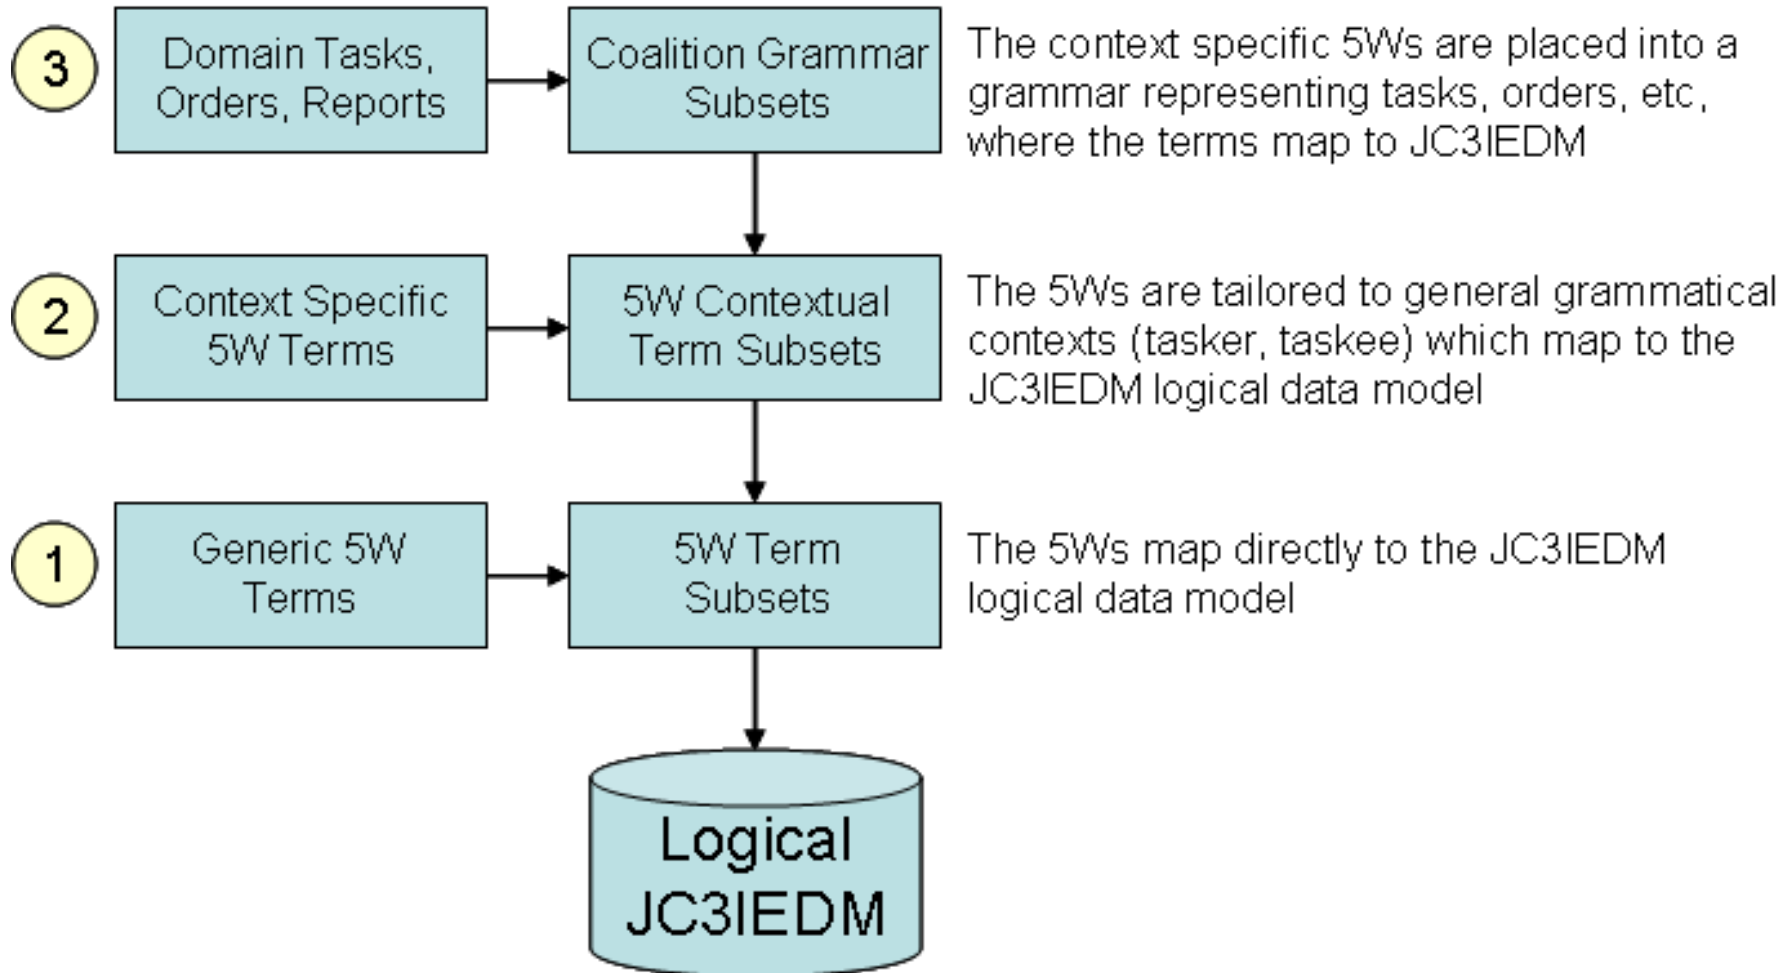 3
Domain Tasks,
Orders, Reports
Coalition Grammar
Subsets
The context specific 5Ws are placed into a
grammar representing tasks, orders, etc,
where the terms map to JC3IEDM
2
Context Specific
5W Terms
5W Contextual
Term Subsets
The 5Ws are tailored to general grammatical
contexts (tasker, taskee) which map to the
JC3IEDM logical data model
1
Generic 5W
Terms
5W Term
Subsets
The 5Ws map directly to the JC3IEDM
logical data model
Logical
JC3IEDM